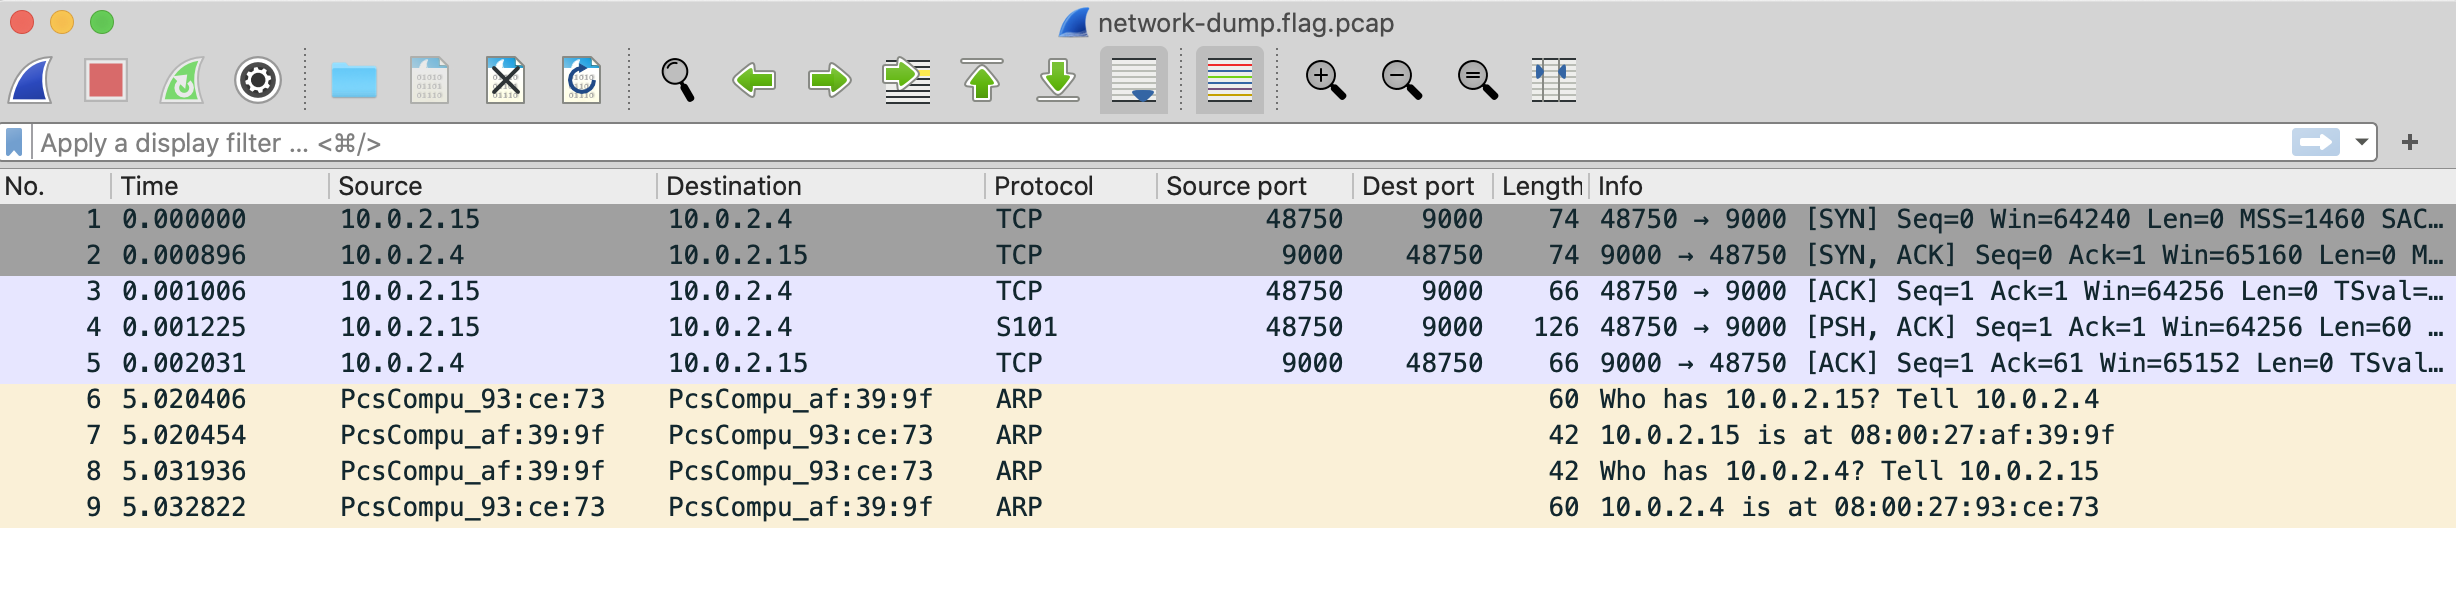 network-dump.flag.pcap
Apply a display filter ... <⌘/>
No. Time Source Destination Protocol Source port Dest port Length Info
1 0.000000 10.0.2.15 10.0.2.4 TCP 48750 9000 74 48750 → 9000 [SYN] Seq=0 Win=64240 Len=0 MSS=1460 SAC…
2 0.000896 10.0.2.4 10.0.2.15 TCP 9000 48750 74 9000 → 48750 [SYN, ACK] Seq=0 Ack=1 Win=65160 Len=0 M…
3 0.001006 10.0.2.15 10.0.2.4 TCP 48750 9000 66 48750 → 9000 [ACK] Seq=1 Ack=1 Win=64256 Len=0 TSval=…
4 0.001225 10.0.2.15 10.0.2.4 S101 48750 9000 126 48750 → 9000 [PSH, ACK] Seq=1 Ack=1 Win=64256 Len=60 …
5 0.002031 10.0.2.4 10.0.2.15 TCP 9000 48750 66 9000 → 48750 [ACK] Seq=1 Ack=61 Win=65152 Len=0 TSval…
6 5.020406 PcsCompu_93:ce:73 PcsCompu_af:39:9f ARP 60 Who has 10.0.2.15? Tell 10.0.2.4
7 5.020454 PcsCompu_af:39:9f PcsCompu_93:ce:73 ARP 42 10.0.2.15 is at 08:00:27:af:39:9f
8 5.031936 PcsCompu_af:39:9f PcsCompu_93:ce:73 ARP 42 Who has 10.0.2.4? Tell 10.0.2.15
9 5.032822 PcsCompu_93:ce:73 PcsCompu_af:39:9f ARP 60 10.0.2.4 is at 08:00:27:93:ce:73